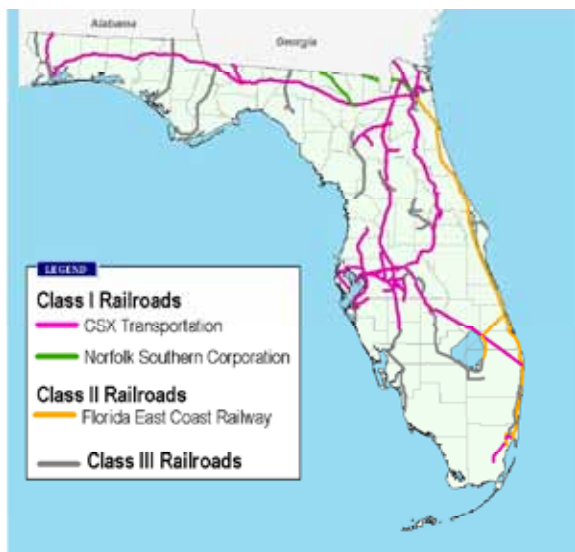 Alabama
Georgia
LEGEND
Class I Railroads
CSX Transportation
Norfolk Southern Corporation
Class II Railroads
Florida East Coast Railway
Class III Railroads